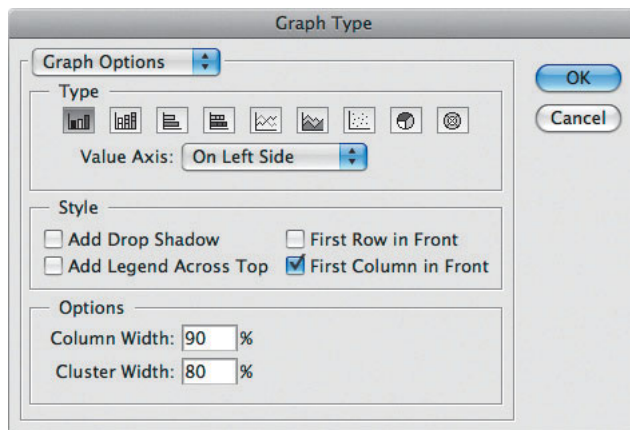 Graph Type
Graph Options
OK
Type
Cancel
Value Axis: On Left Side
Style
Add Drop Shadow
First Row in Front
Add Legend Across Top
First Column in Front
Options
Column Width: 90 %
Cluster Width: 80 %